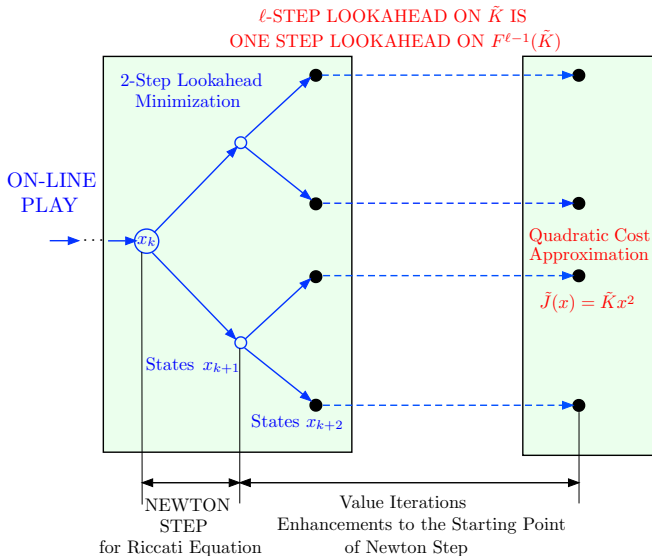 ℓ-STEP LOOKAHEAD ON K̃ IS
ONE STEP LOOKAHEAD ON F^{ℓ−1}(K̃)
2-Step Lookahead
Minimization
ON-LINE
PLAY
· · ·
x_k
Quadratic Cost
Approximation
J̃(x) = K̃x²
States x_{k+1}
States x_{k+2}
NEWTON
STEP
for Riccati Equation
Value Iterations
Enhancements to the Starting Point
of Newton Step